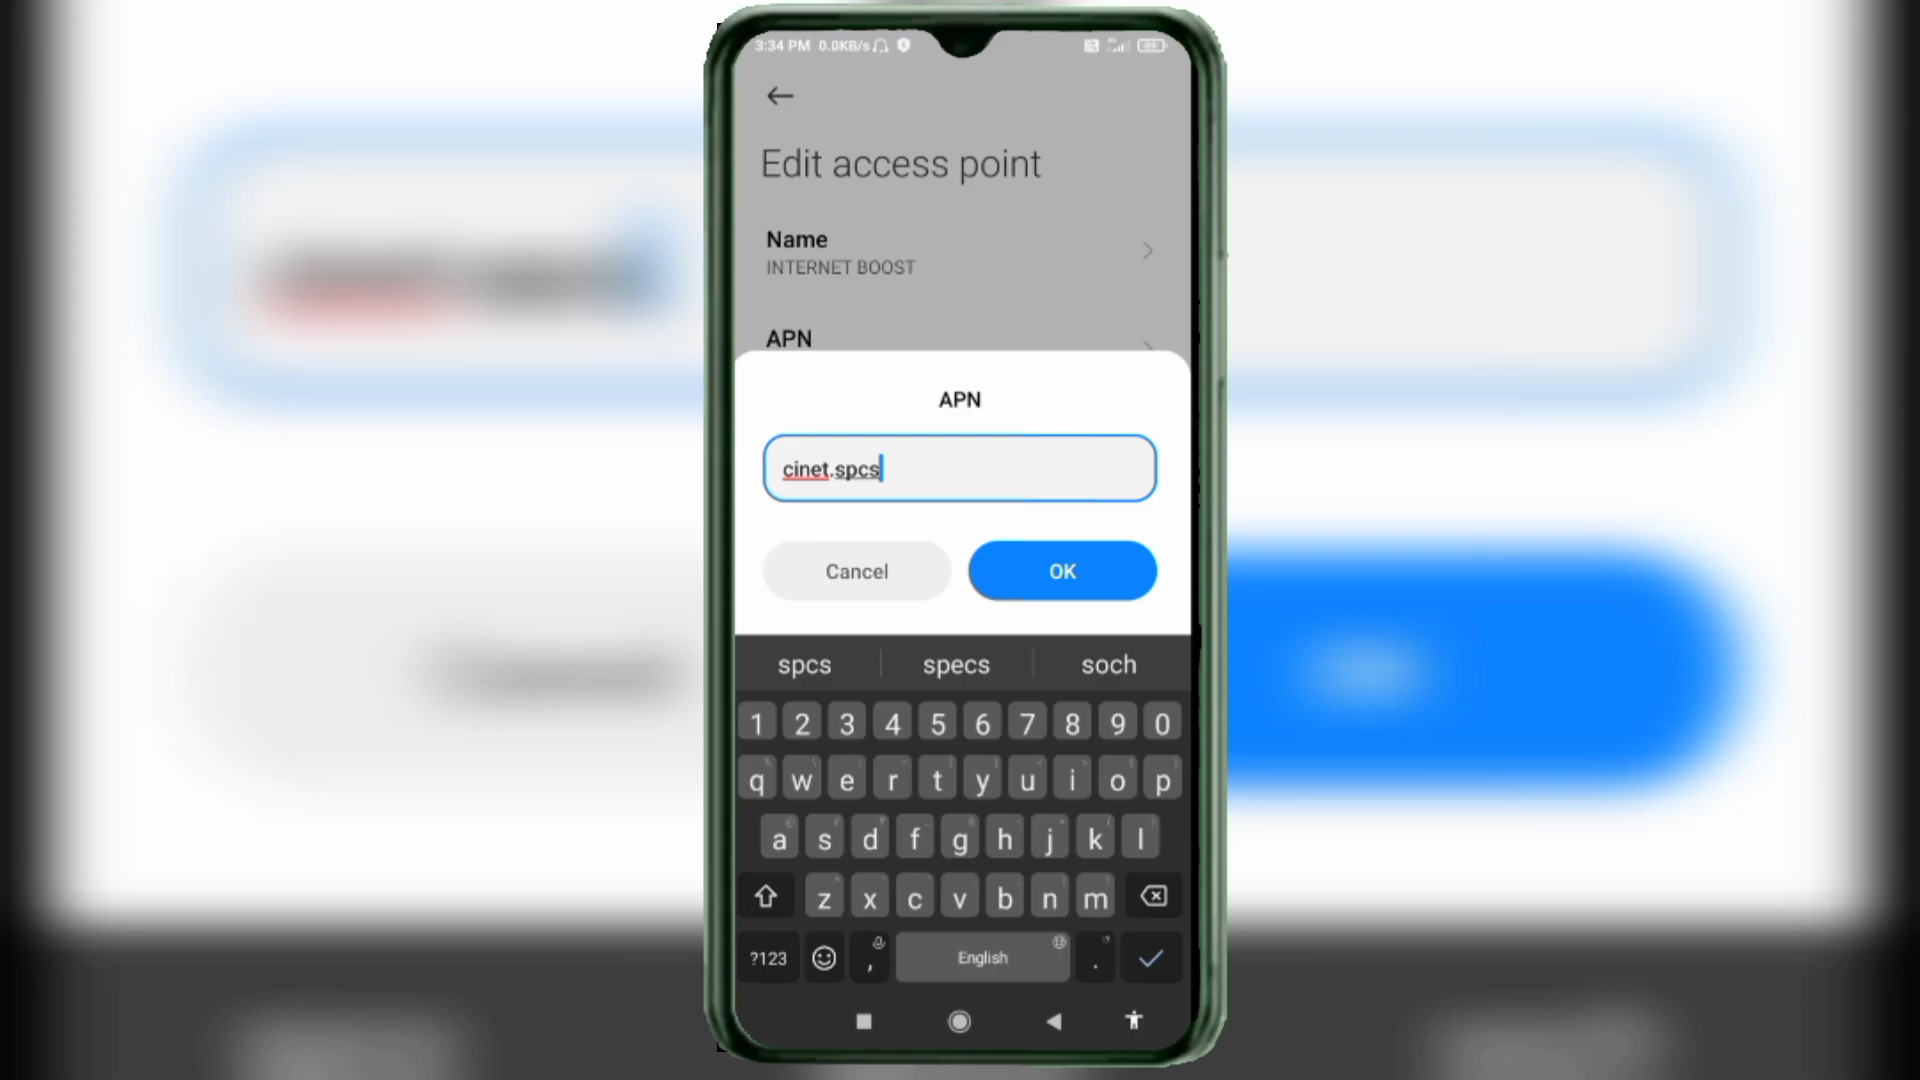 3:34 PM 0.0KB/s
Edit access point
Name
INTERNET BOOST
APN
APN
cinet.spcs
Cancel OK
spcs specs soch
1 2 3 4 5 6 7 8 9 0
q w e r t y u i o p
a s d f g h j k l
z x c v b n m
?123 , English .